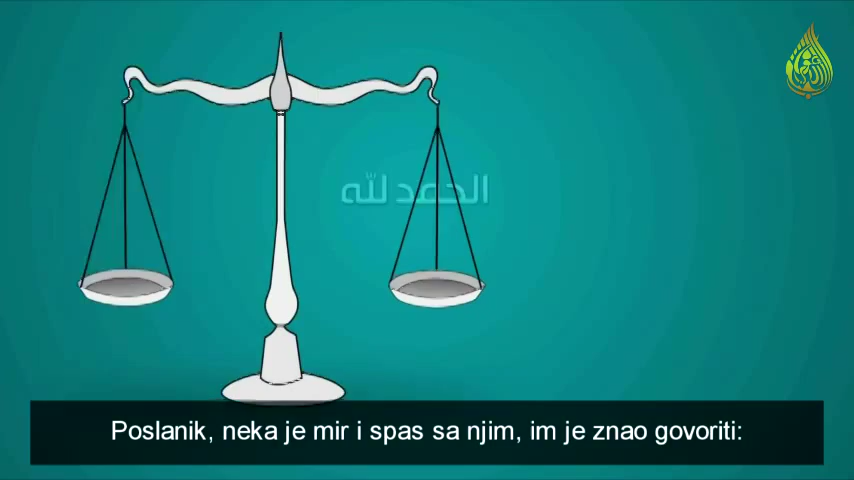 الحمد لله
Poslanik, neka je mir i spas sa njim, im je znao govoriti: